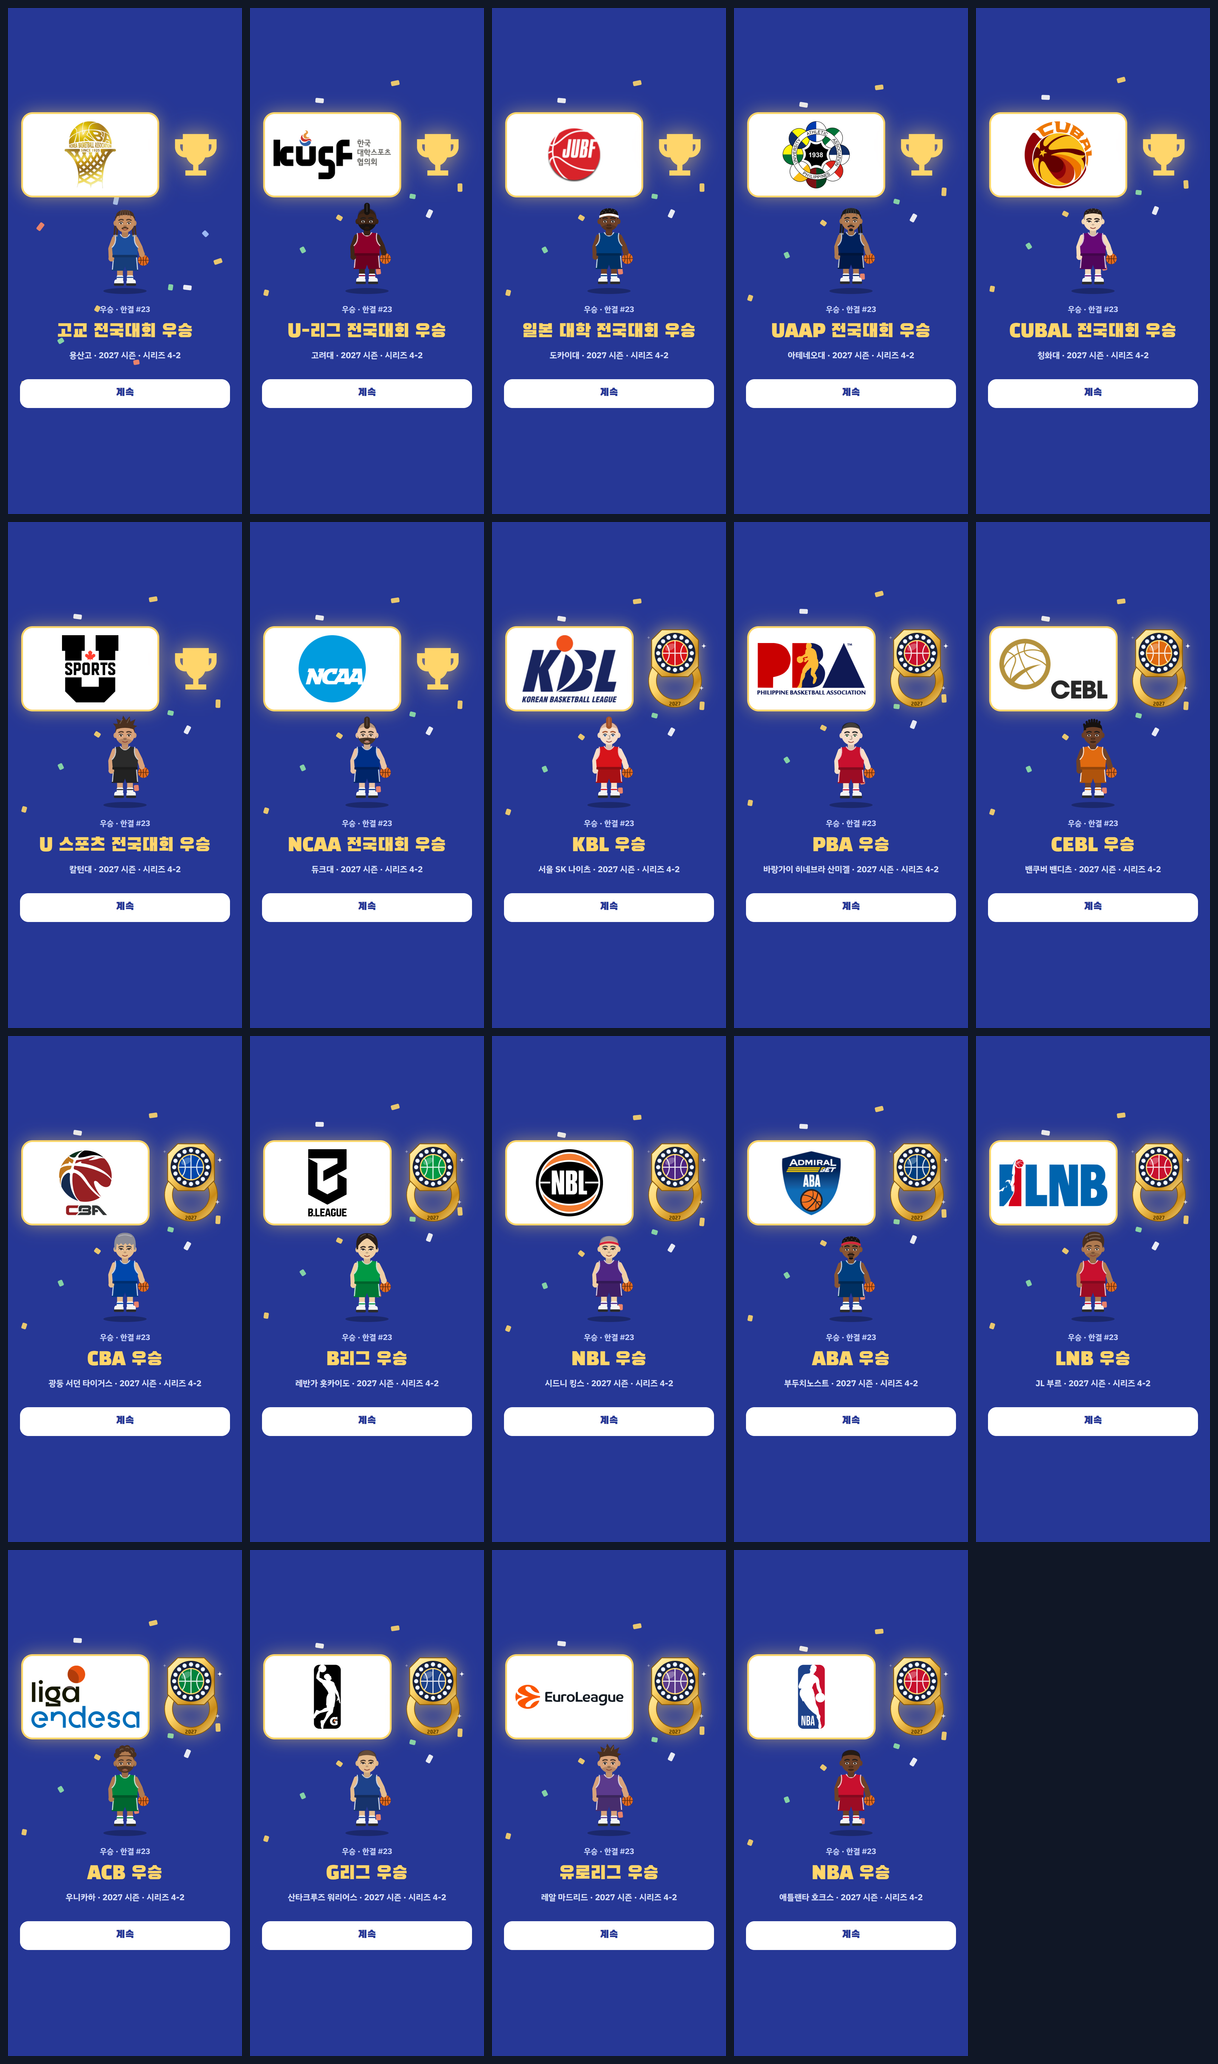 우승 · 한결 #23
고교 전국대회 우승
용산고 · 2027 시즌 · 시리즈 4-2
계속
KUSF 한국
대학스포츠
협의회
우승 · 한결 #23
U-리그 전국대회 우승
고려대 · 2027 시즌 · 시리즈 4-2
계속
JUBF
우승 · 한결 #23
일본 대학 전국대회 우승
도카이대 · 2027 시즌 · 시리즈 4-2
계속
1938
우승 · 한결 #23
UAAP 전국대회 우승
아테네오대 · 2027 시즌 · 시리즈 4-2
계속
CUBAL
우승 · 한결 #23
CUBAL 전국대회 우승
칭화대 · 2027 시즌 · 시리즈 4-2
계속
U
SPORTS
우승 · 한결 #23
U 스포츠 전국대회 우승
칼턴대 · 2027 시즌 · 시리즈 4-2
계속
NCAA
우승 · 한결 #23
NCAA 전국대회 우승
듀크대 · 2027 시즌 · 시리즈 4-2
계속
KBL
KOREAN BASKETBALL LEAGUE
2027
우승 · 한결 #23
KBL 우승
서울 SK 나이츠 · 2027 시즌 · 시리즈 4-2
계속
PBA™
PHILIPPINE BASKETBALL ASSOCIATION
2027
우승 · 한결 #23
PBA 우승
바랑가이 히네브라 산미겔 · 2027 시즌 · 시리즈 4-2
계속
CEBL
2027
우승 · 한결 #23
CEBL 우승
밴쿠버 밴디츠 · 2027 시즌 · 시리즈 4-2
계속
CBA
2027
우승 · 한결 #23
CBA 우승
광둥 서던 타이거스 · 2027 시즌 · 시리즈 4-2
계속
B
B.LEAGUE
2027
우승 · 한결 #23
B리그 우승
레반가 홋카이도 · 2027 시즌 · 시리즈 4-2
계속
NBL
2027
우승 · 한결 #23
NBL 우승
시드니 킹스 · 2027 시즌 · 시리즈 4-2
계속
ADMIRAL
BET
ABA
2027
우승 · 한결 #23
ABA 우승
부두치노스트 · 2027 시즌 · 시리즈 4-2
계속
LNB
2027
우승 · 한결 #23
LNB 우승
JL 부르 · 2027 시즌 · 시리즈 4-2
계속
liga
endesa
2027
우승 · 한결 #23
ACB 우승
우니카하 · 2027 시즌 · 시리즈 4-2
계속
G
2027
우승 · 한결 #23
G리그 우승
산타크루즈 워리어스 · 2027 시즌 · 시리즈 4-2
계속
EuroLeague
2027
우승 · 한결 #23
유로리그 우승
레알 마드리드 · 2027 시즌 · 시리즈 4-2
계속
NBA
2027
우승 · 한결 #23
NBA 우승
애틀랜타 호크스 · 2027 시즌 · 시리즈 4-2
계속